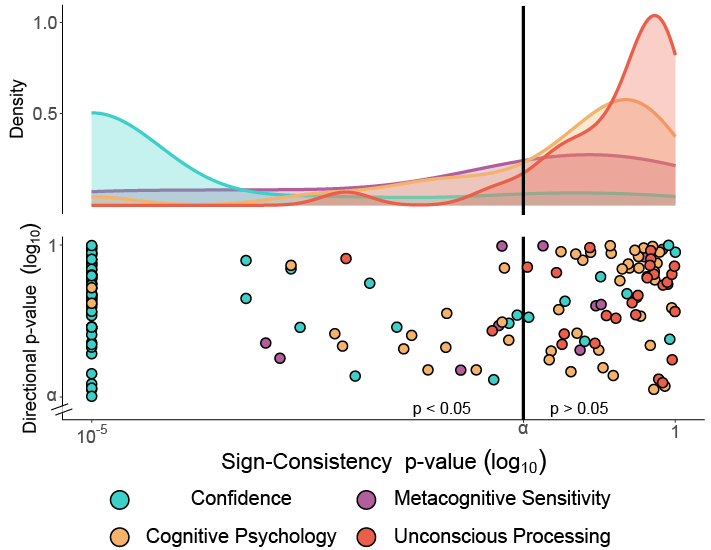 1.0
0.5
Density
1
α
Directional p-value (log10)
p < 0.05
p > 0.05
10-5
α
1
Sign-Consistency p-value (log10)
Confidence
Metacognitive Sensitivity
Cognitive Psychology
Unconscious Processing